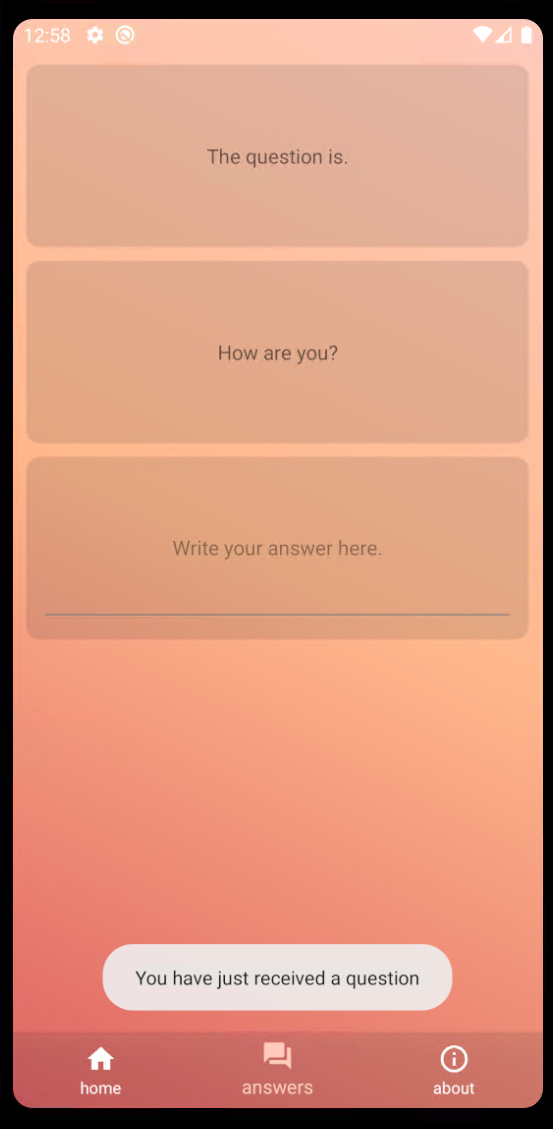 12:58
The question is.
How are you?
Write your answer here.
You have just received a question
home
answers
about